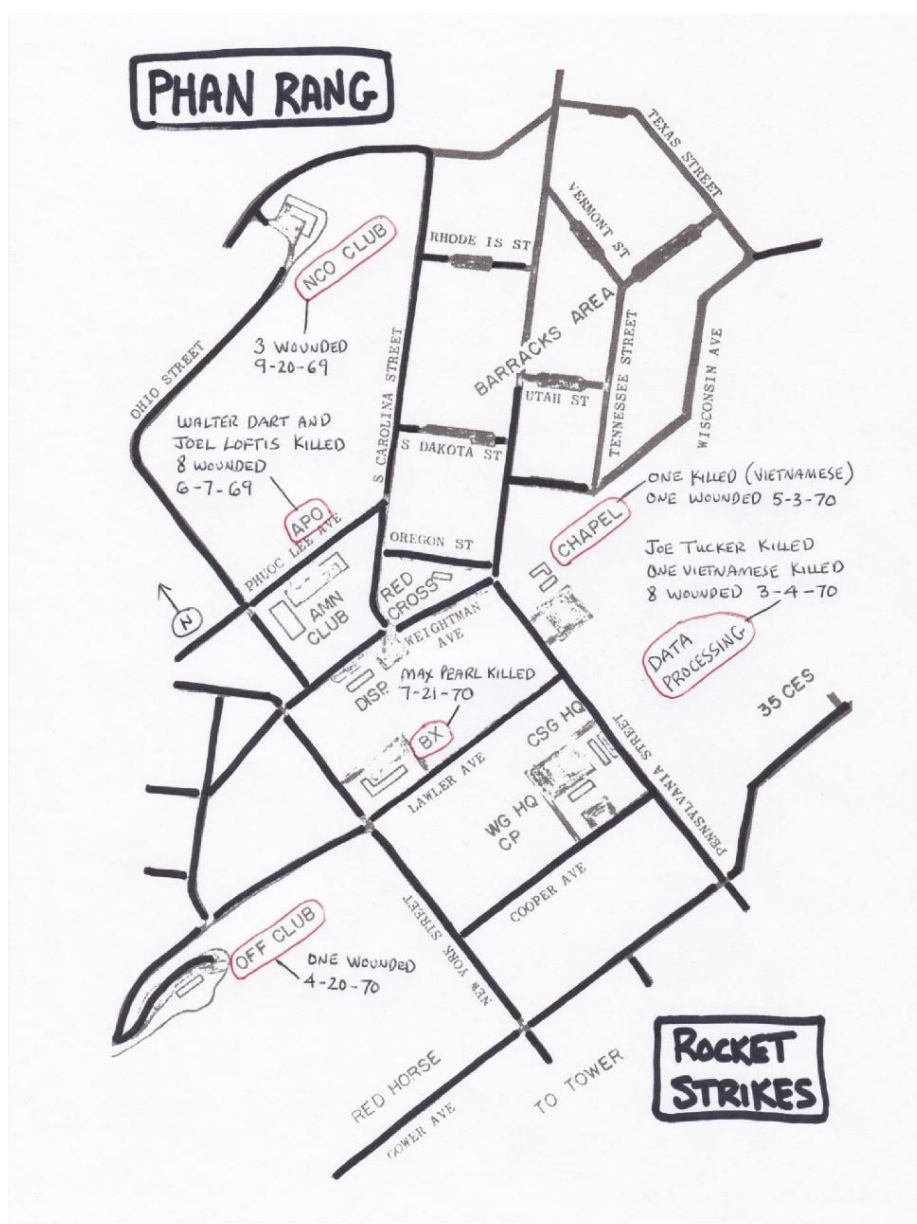 PHAN RANG
TEXAS STREET
VERMONT ST
RHODE IS ST
NCO CLUB
3 WOUNDED
9-20-69
BARRACKS AREA
OHIO STREET
S CAROLINA STREET
UTAH ST
TENNESSEE STREET
WISCONSIN AVE
WALTER DART AND
JOEL LOFTIS KILLED
8 WOUNDED
6-7-69
S DAKOTA ST
APO
PHUOC LEE AVE
ONE KILLED (VIETNAMESE)
ONE WOUNDED 5-3-70
CHAPEL
OREGON ST
JOE TUCKER KILLED
ONE VIETNAMESE KILLED
8 WOUNDED 3-4-70
DATA
PROCESSING
N
AMN
CLUB
RED
CROSS
WEIGHTMAN
AVE
DISP.
MAX PEARL KILLED
7-21-70
BX
LAWLER AVE
CSG HQ
WG HQ
CP
35 CES
PENNSYLVANIA STREET
COOPER AVE
NEW YORK STREET
OFF CLUB
ONE WOUNDED
4-20-70
RED HORSE
GOWER AVE
TO TOWER
ROCKET
STRIKES